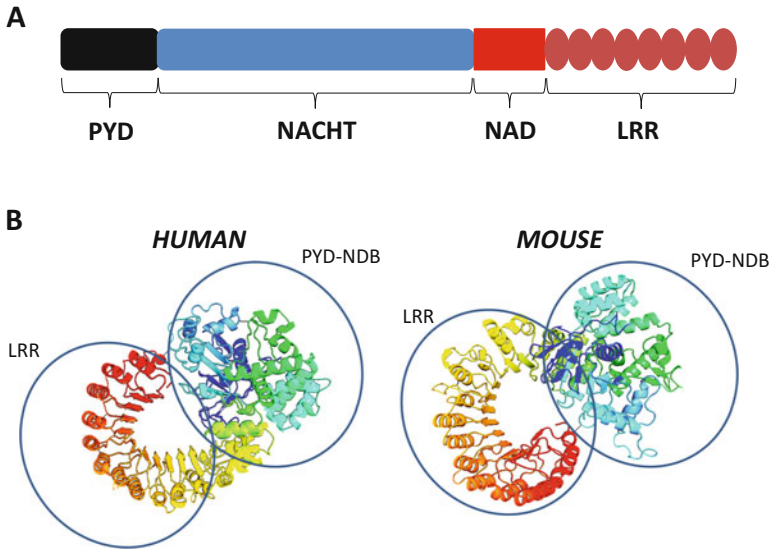 A
PYD NACHT NAD LRR
B
HUMAN MOUSE
PYD-NDB PYD-NDB
LRR LRR